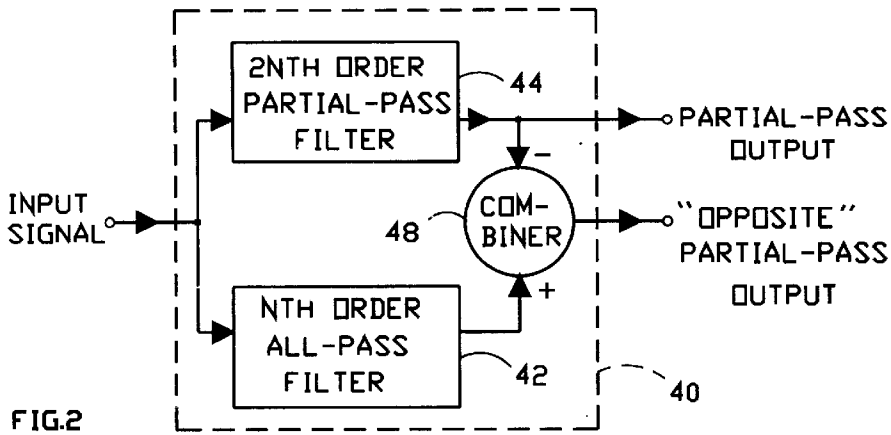 2NTH ORDER
PARTIAL-PASS
FILTER
44
PARTIAL-PASS
OUTPUT
−
INPUT
SIGNAL
48
COM-
BINER
"OPPOSITE"
PARTIAL-PASS
OUTPUT
+
NTH ORDER
ALL-PASS
FILTER
42
40
FIG.2